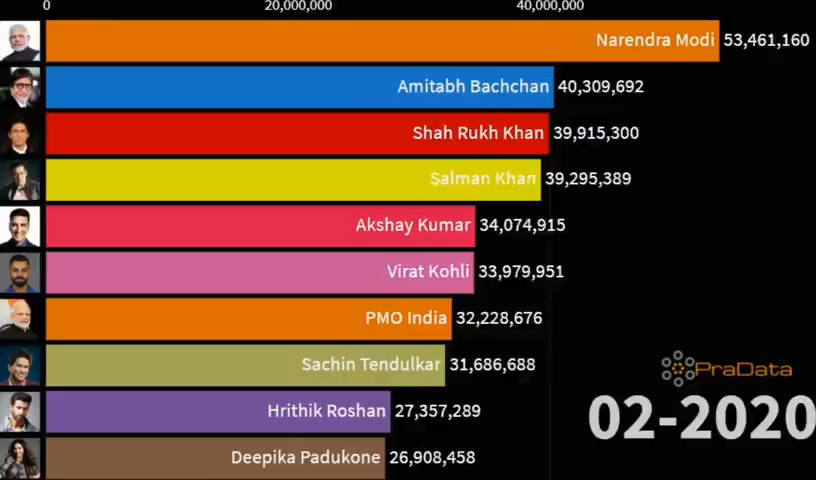 0 20,000,000 40,000,000
Narendra Modi 53,461,160
Amitabh Bachchan 40,309,692
Shah Rukh Khan 39,915,300
Salman Khan 39,295,389
Akshay Kumar 34,074,915
Virat Kohli 33,979,951
PMO India 32,228,676
Sachin Tendulkar 31,686,688
PraData
Hrithik Roshan 27,357,289
02-2020
Deepika Padukone 26,908,458